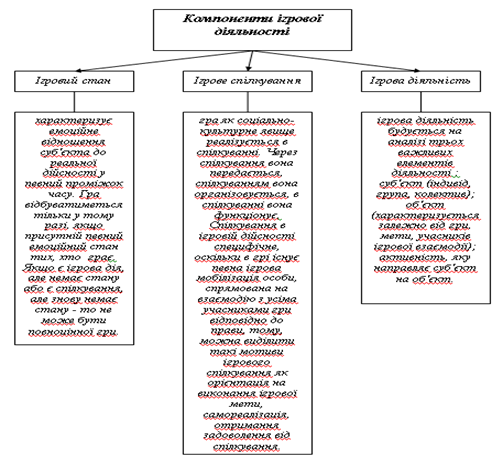 Компоненти ігрової
діяльності
Ігровий стан
Ігрове спілкування
Ігрова діяльність
характеризує
емоційне
відношення
суб'єкта до
реальної
дійсності у
певний проміжок
часу. Гра
відбуватиметься
тільки у тому
разі, якщо
присутній певний
емоційний стан
тих, хто грає.
Якщо є ігрова дія,
але немає стану
або є спілкування,
але знову немає
стану - то не
може бути
повноцінної гри.
гра як соціально-
культурне явище
реалізується в
спілкуванні. Через
спілкування вона
передається,
спілкуванням вона
організовується, в
спілкуванні вона
функціонує.
Спілкування в
ігровій дійсності
специфічне,
оскільки в грі існує
певна ігрова
мобілізація особи,
спрямована на
взаємодію з усіма
учасниками гри
відповідно до
правил, тому,
можна виділити
такі мотиви
ігрового
спілкування як
орієнтація на
виконання ігрової
мети,
самореалізація,
отримання
задоволення від
спілкування.
ігрова діяльність
будується на
аналізі трьох
важливих
елементів
діяльності :
суб'єкт (індивід,
група, колектив);
об'єкт
(характеризується
залежно від гри,
мети, учасників
ігрової взаємодії);
активність, яку
направляє суб'єкт
на об'єкт.